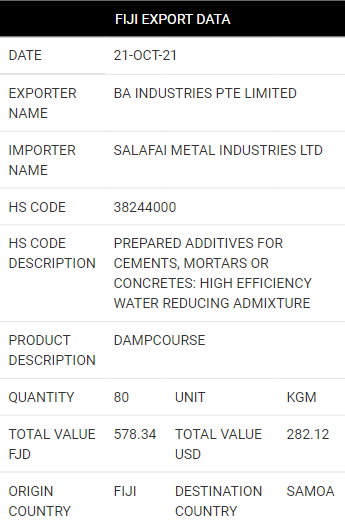 FIJI EXPORT DATA
DATE 21-OCT-21
EXPORTER NAME BA INDUSTRIES PTE LIMITED
IMPORTER NAME SALAFAI METAL INDUSTRIES LTD
HS CODE 38244000
HS CODE DESCRIPTION PREPARED ADDITIVES FOR
CEMENTS, MORTARS OR
CONCRETES: HIGH EFFICIENCY
WATER REDUCING ADMIXTURE
PRODUCT DESCRIPTION DAMPCOURSE
QUANTITY 80 UNIT KGM
TOTAL VALUE FJD 578.34 TOTAL VALUE USD 282.12
ORIGIN COUNTRY FIJI DESTINATION COUNTRY SAMOA